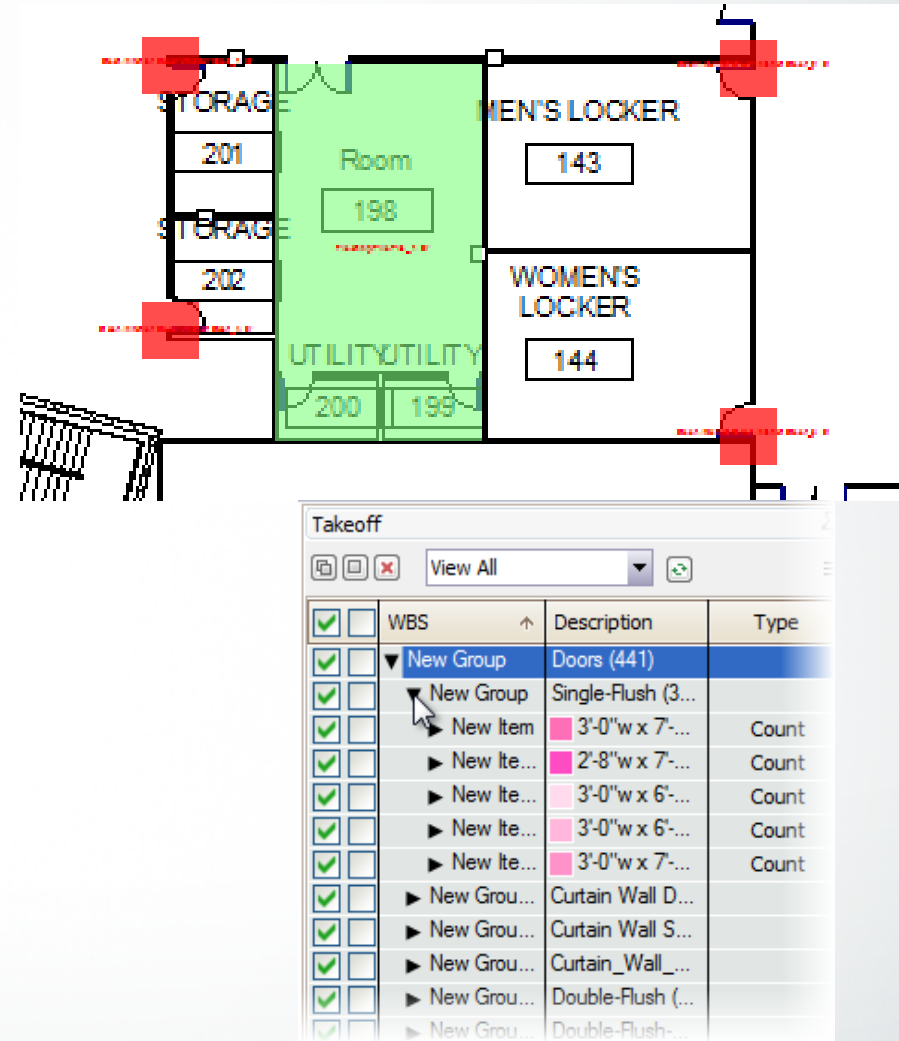 STORAGE
MEN'S LOCKER
201
Room
143
198
STORAGE
202
WOMEN'S
LOCKER
UTILITY UTILITY
144
200 199
Takeoff
View All
WBS Description Type
New Group Doors (441)
New Group Single-Flush (3...
New Item 3'-0"w x 7'-... Count
New Ite... 2'-8"w x 7'-... Count
New Ite... 3'-0"w x 6'-... Count
New Ite... 3'-0"w x 6'-... Count
New Ite... 3'-0"w x 7'-... Count
New Grou... Curtain Wall D...
New Grou... Curtain Wall S...
New Grou... Curtain_Wall_...
New Grou... Double-Flush (...
New Grou... Double-Flush-...